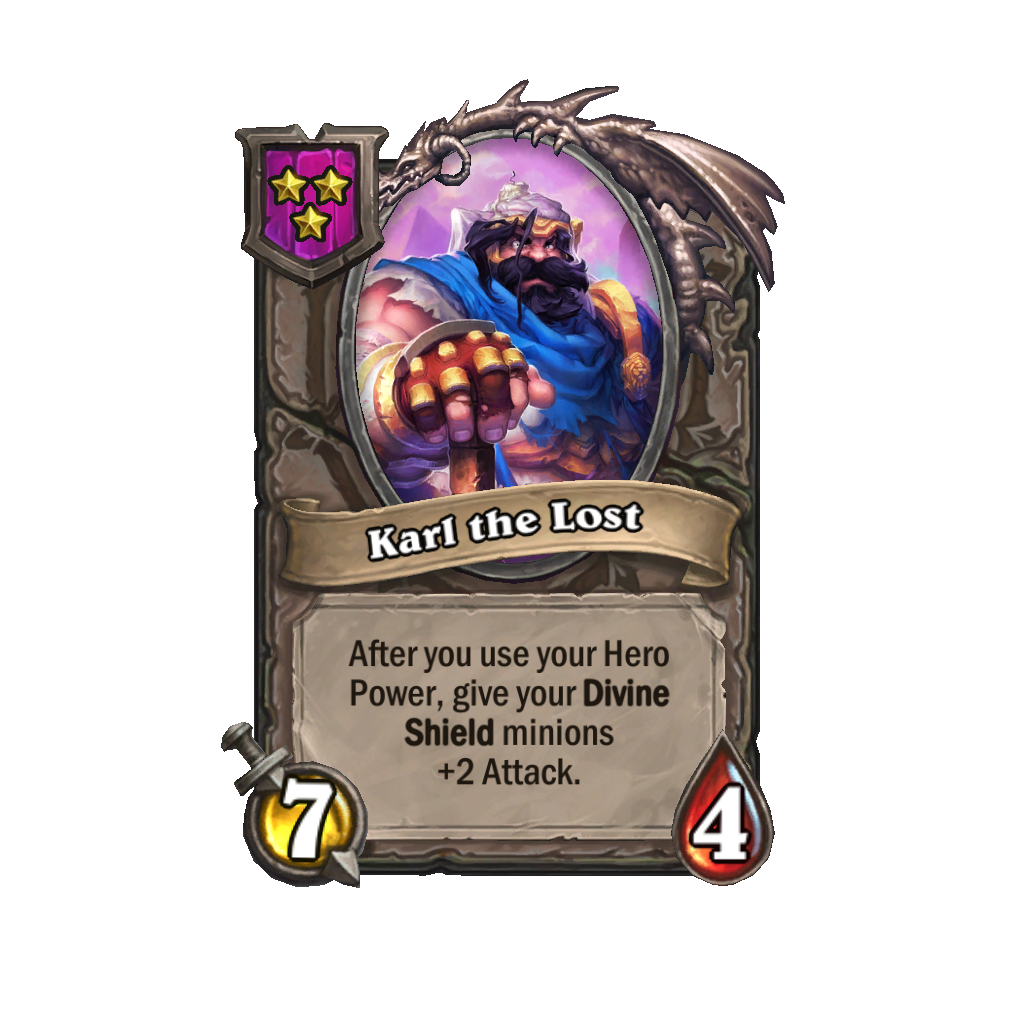 Karl the Lost
After you use your Hero
Power, give your Divine
Shield minions
+2 Attack.
7
4